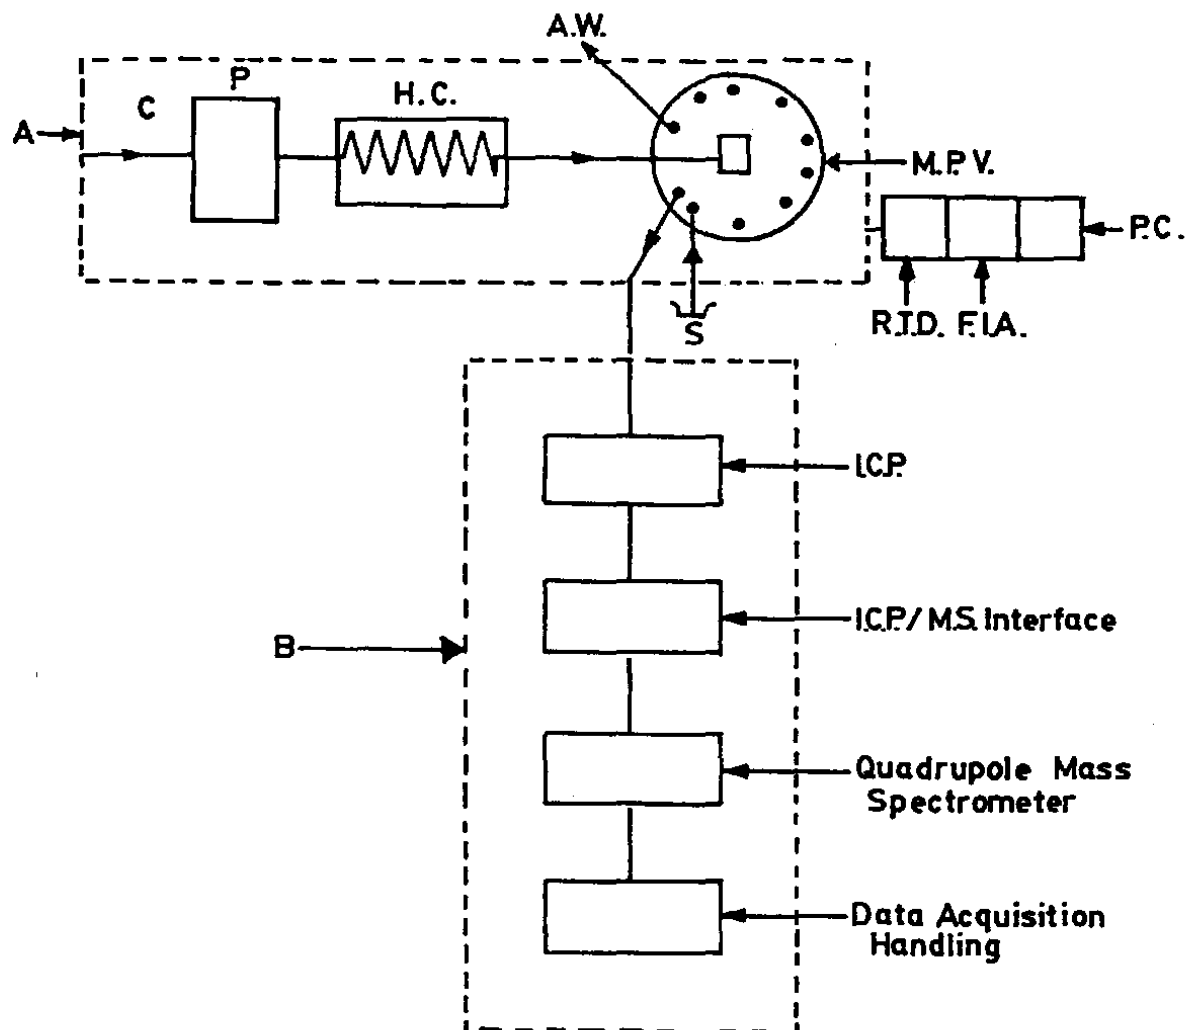 A.W.
P
C
H.C.
A
M.P.V.
P.C.
R.T.D. F.I.A.
S
I.C.P.
I.C.P./M.S. Interface
B
Quadrupole Mass
Spectrometer
Data Acquisition
Handling